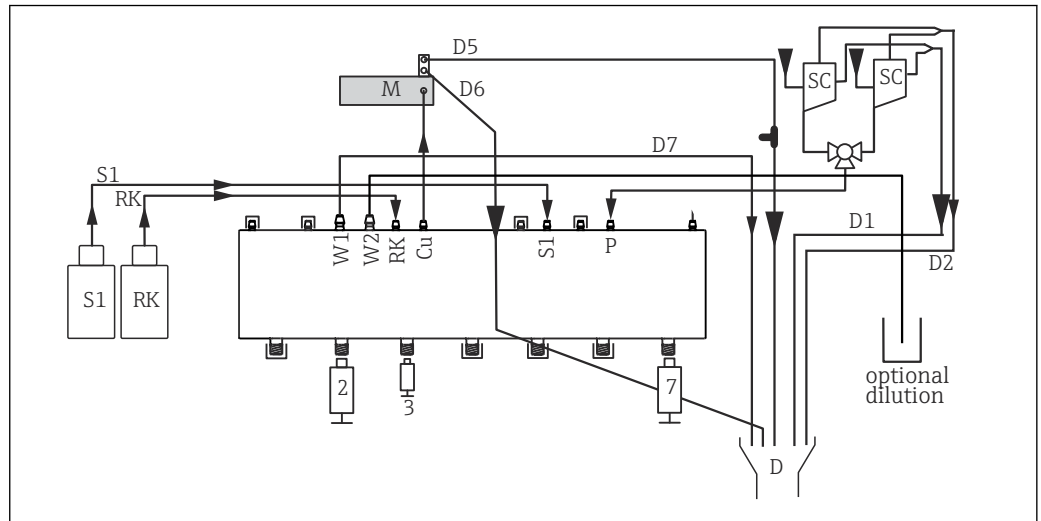 D5
SC
SC
M
D6
D7
S1
RK
W1
W2
RK
Cu
S1
P
D1
D2
S1
RK
2
3
7
optional
dilution
D